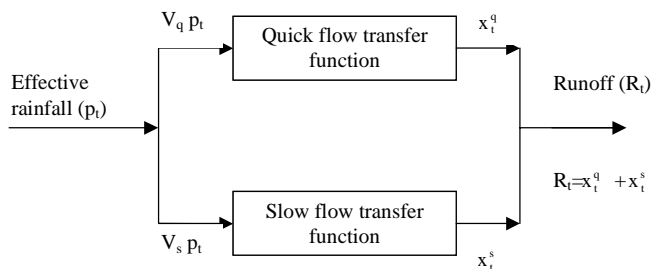 V_q p_t
Quick flow transfer
function
x_t^q
Effective
rainfall (p_t)
Runoff (R_t)
R_t=x_t^q + x_t^s
V_s p_t
Slow flow transfer
function
x_t^s